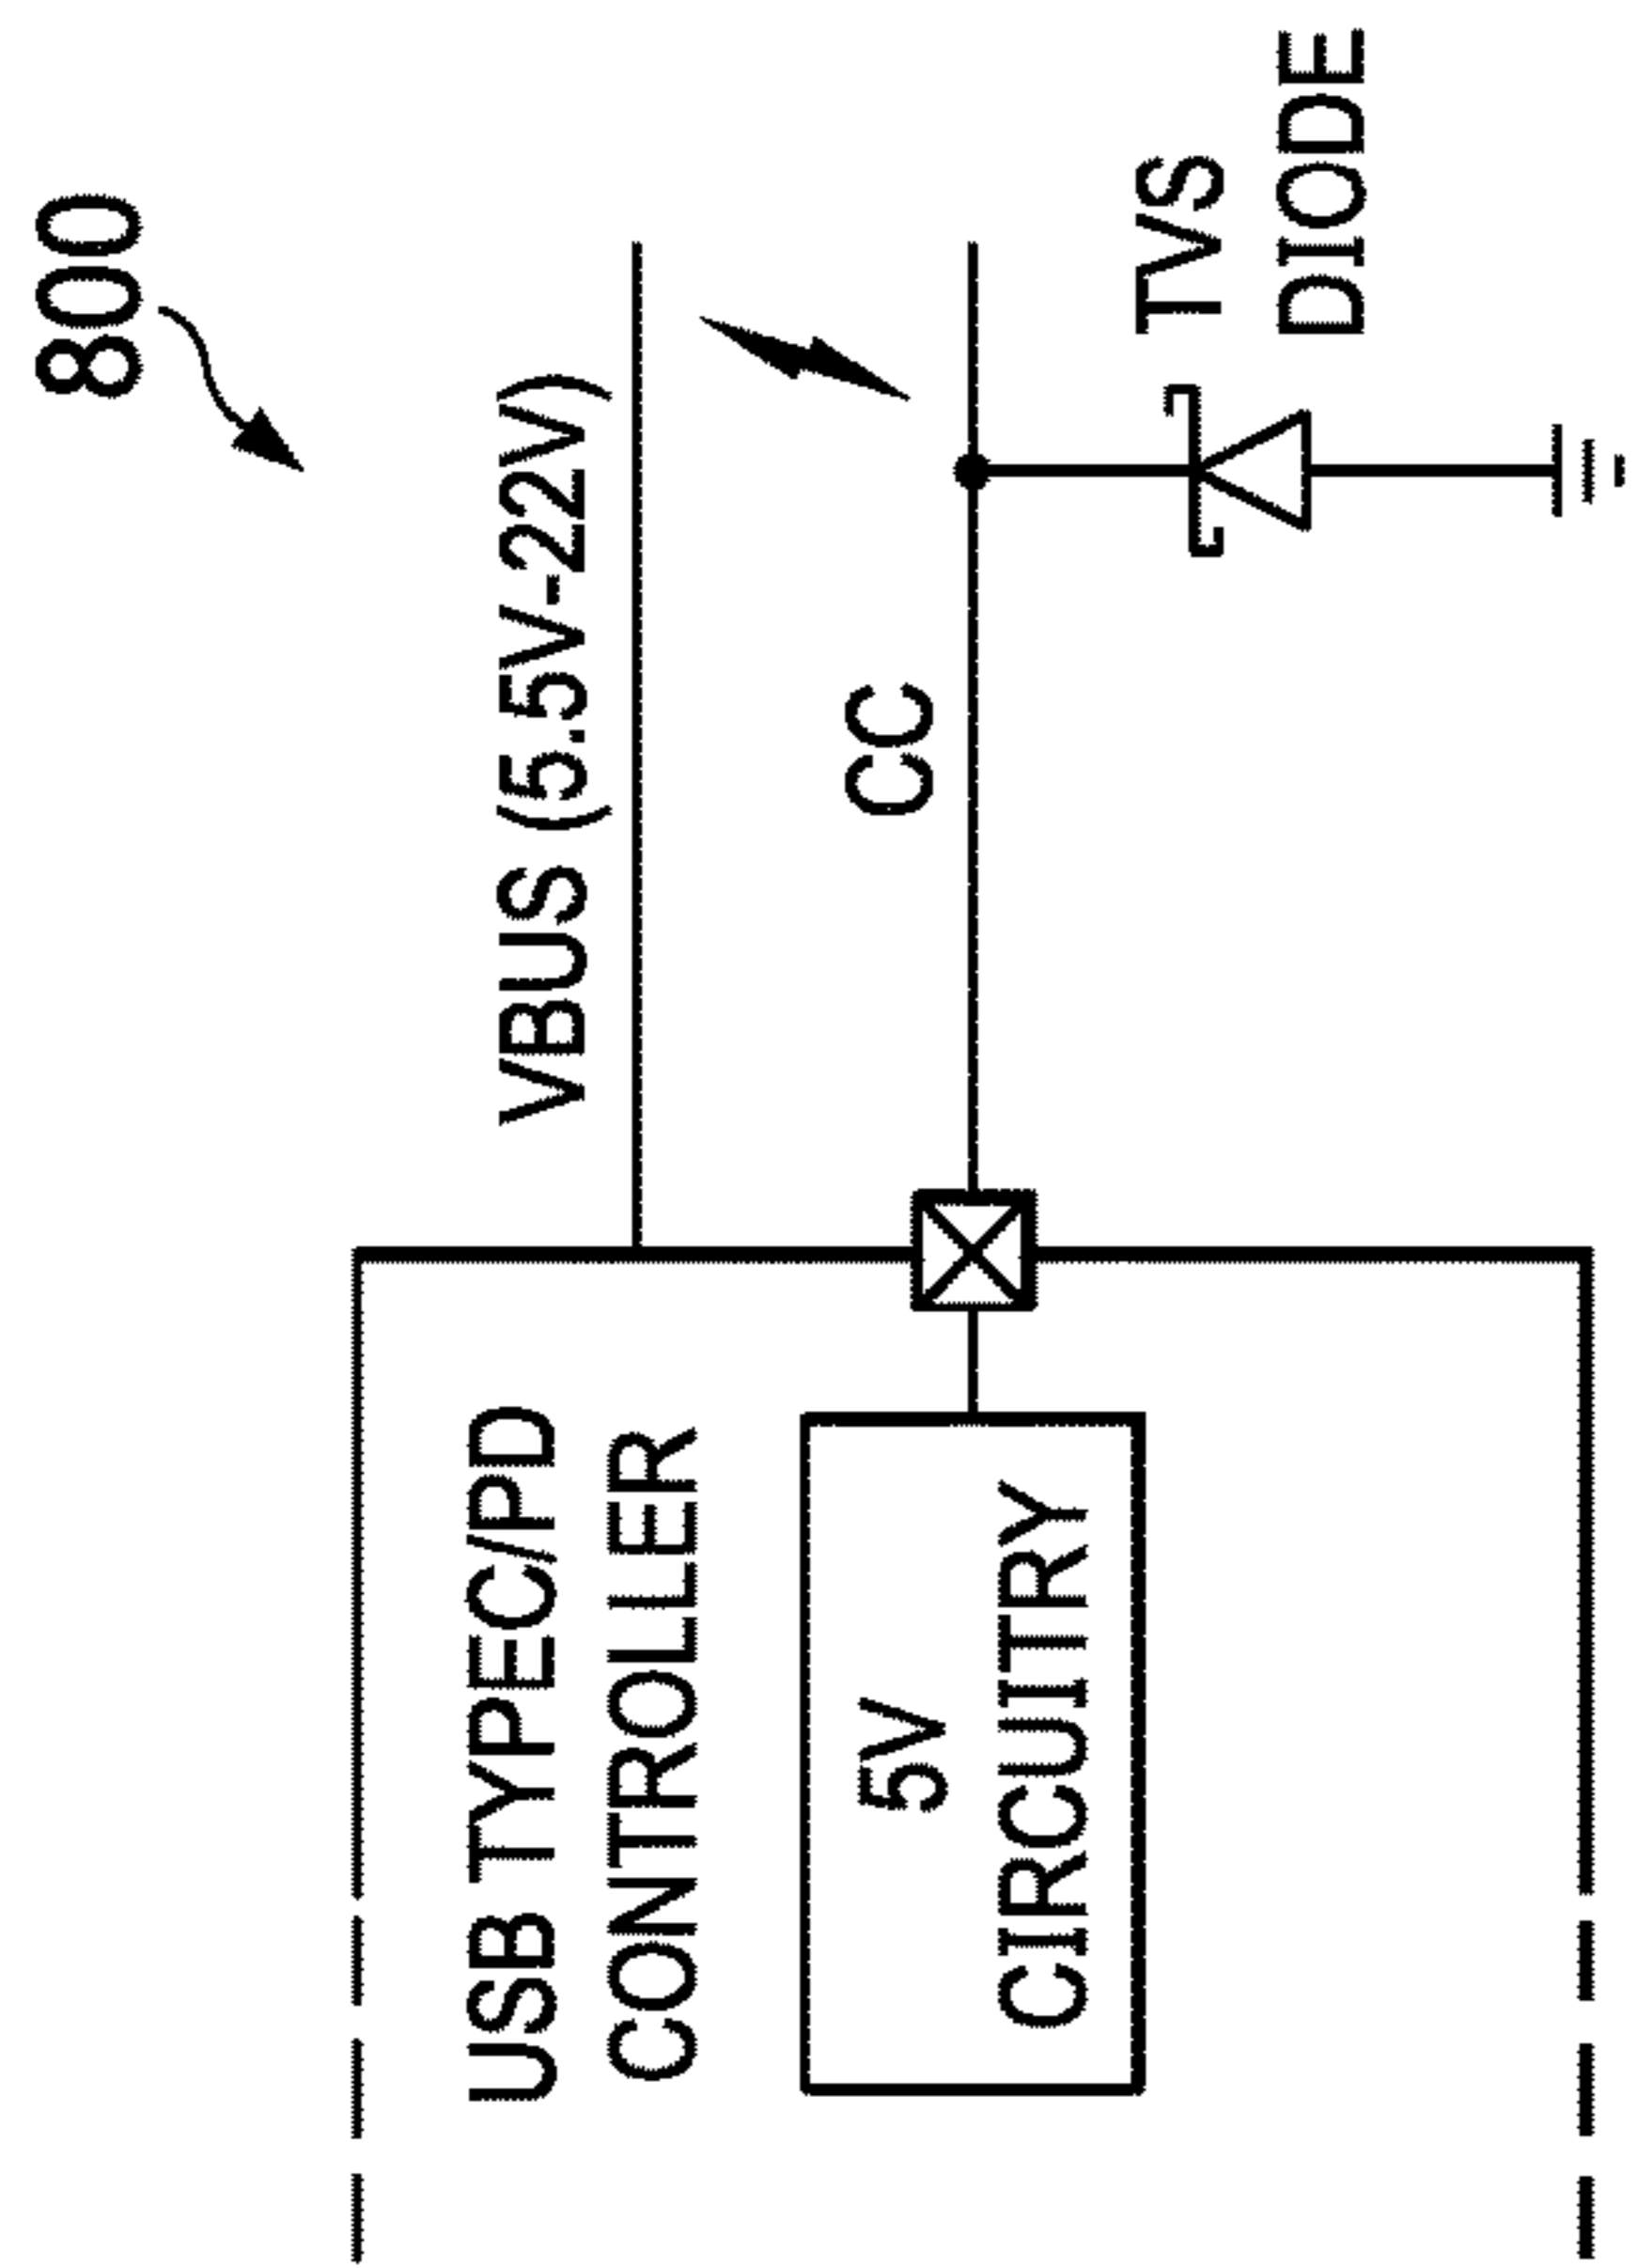 800
VBUS (5.5V-22V)
CC
TVS
DIODE
USB TYPEC/PD
CONTROLLER
5V
CIRCUITRY